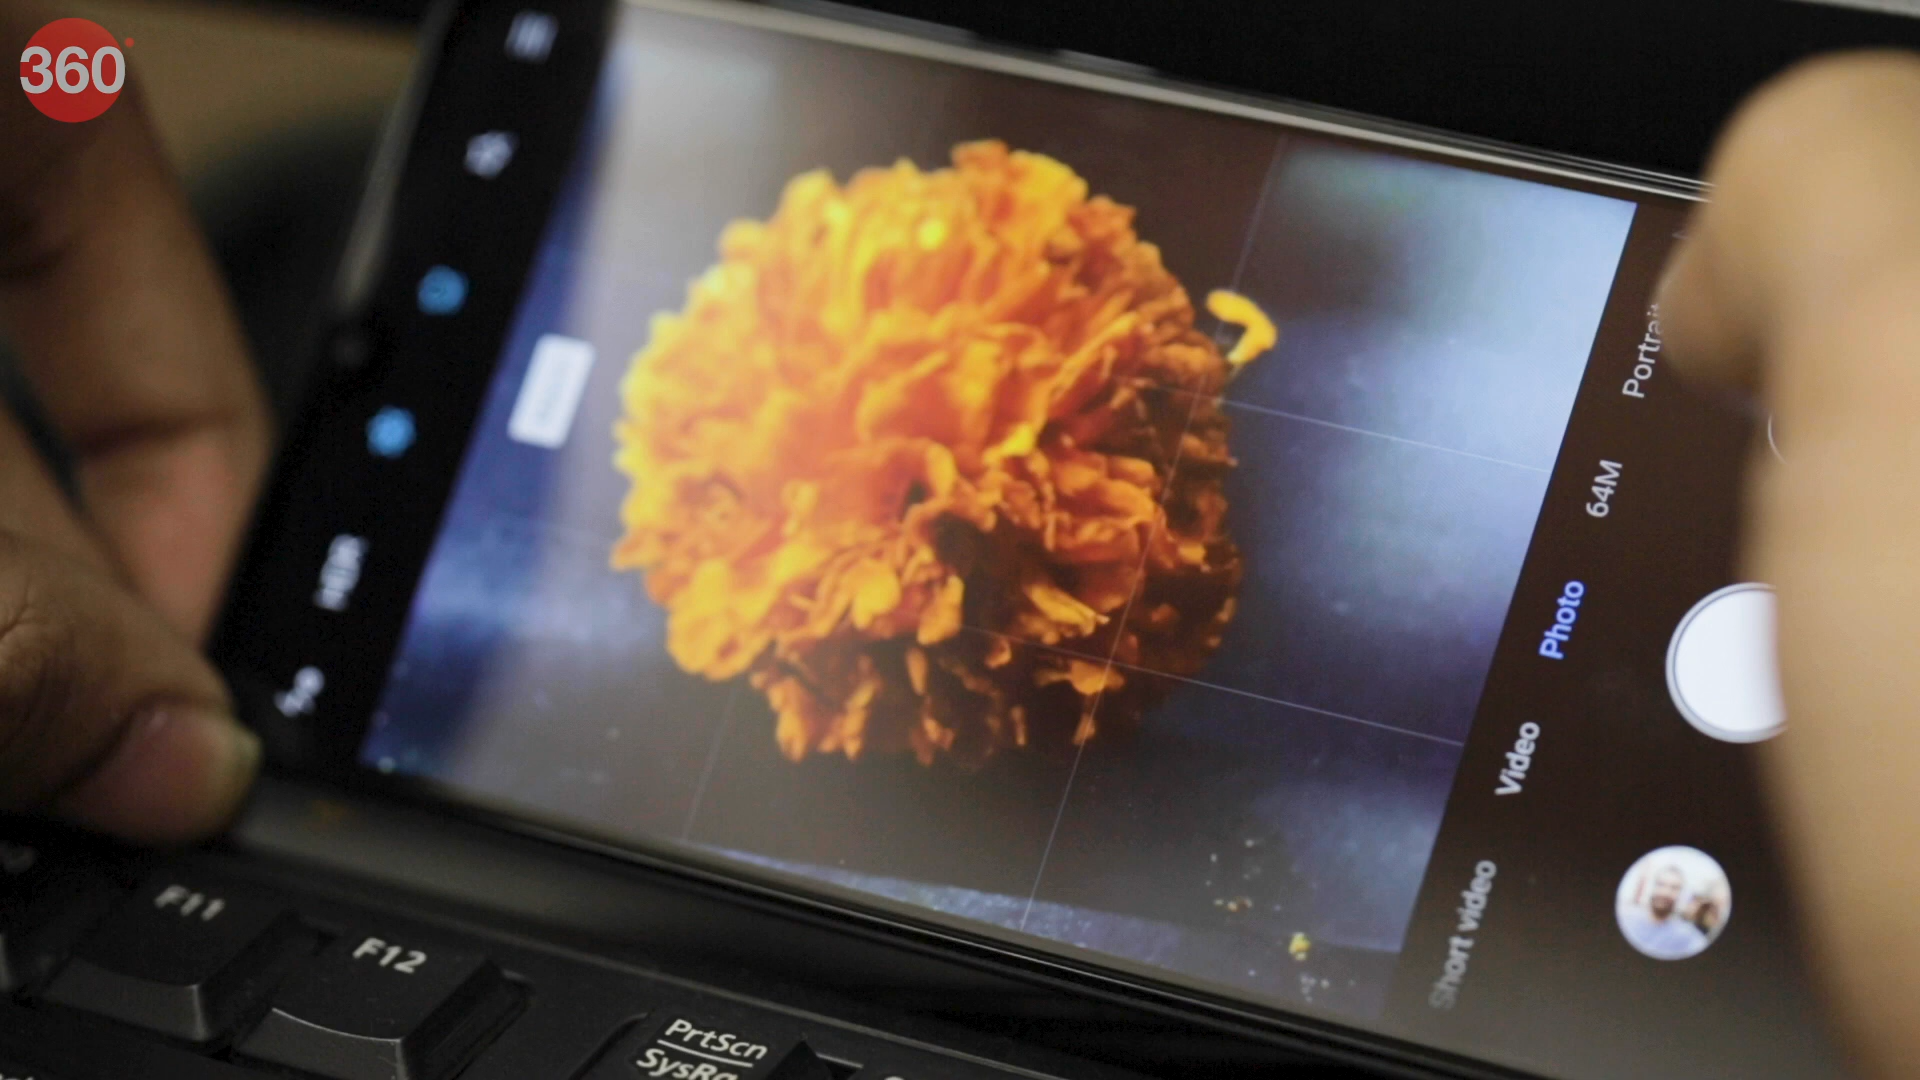 360
HDR
Portrait
64M
Photo
Video
Short video
F11
F12
PrtScn
SysRq